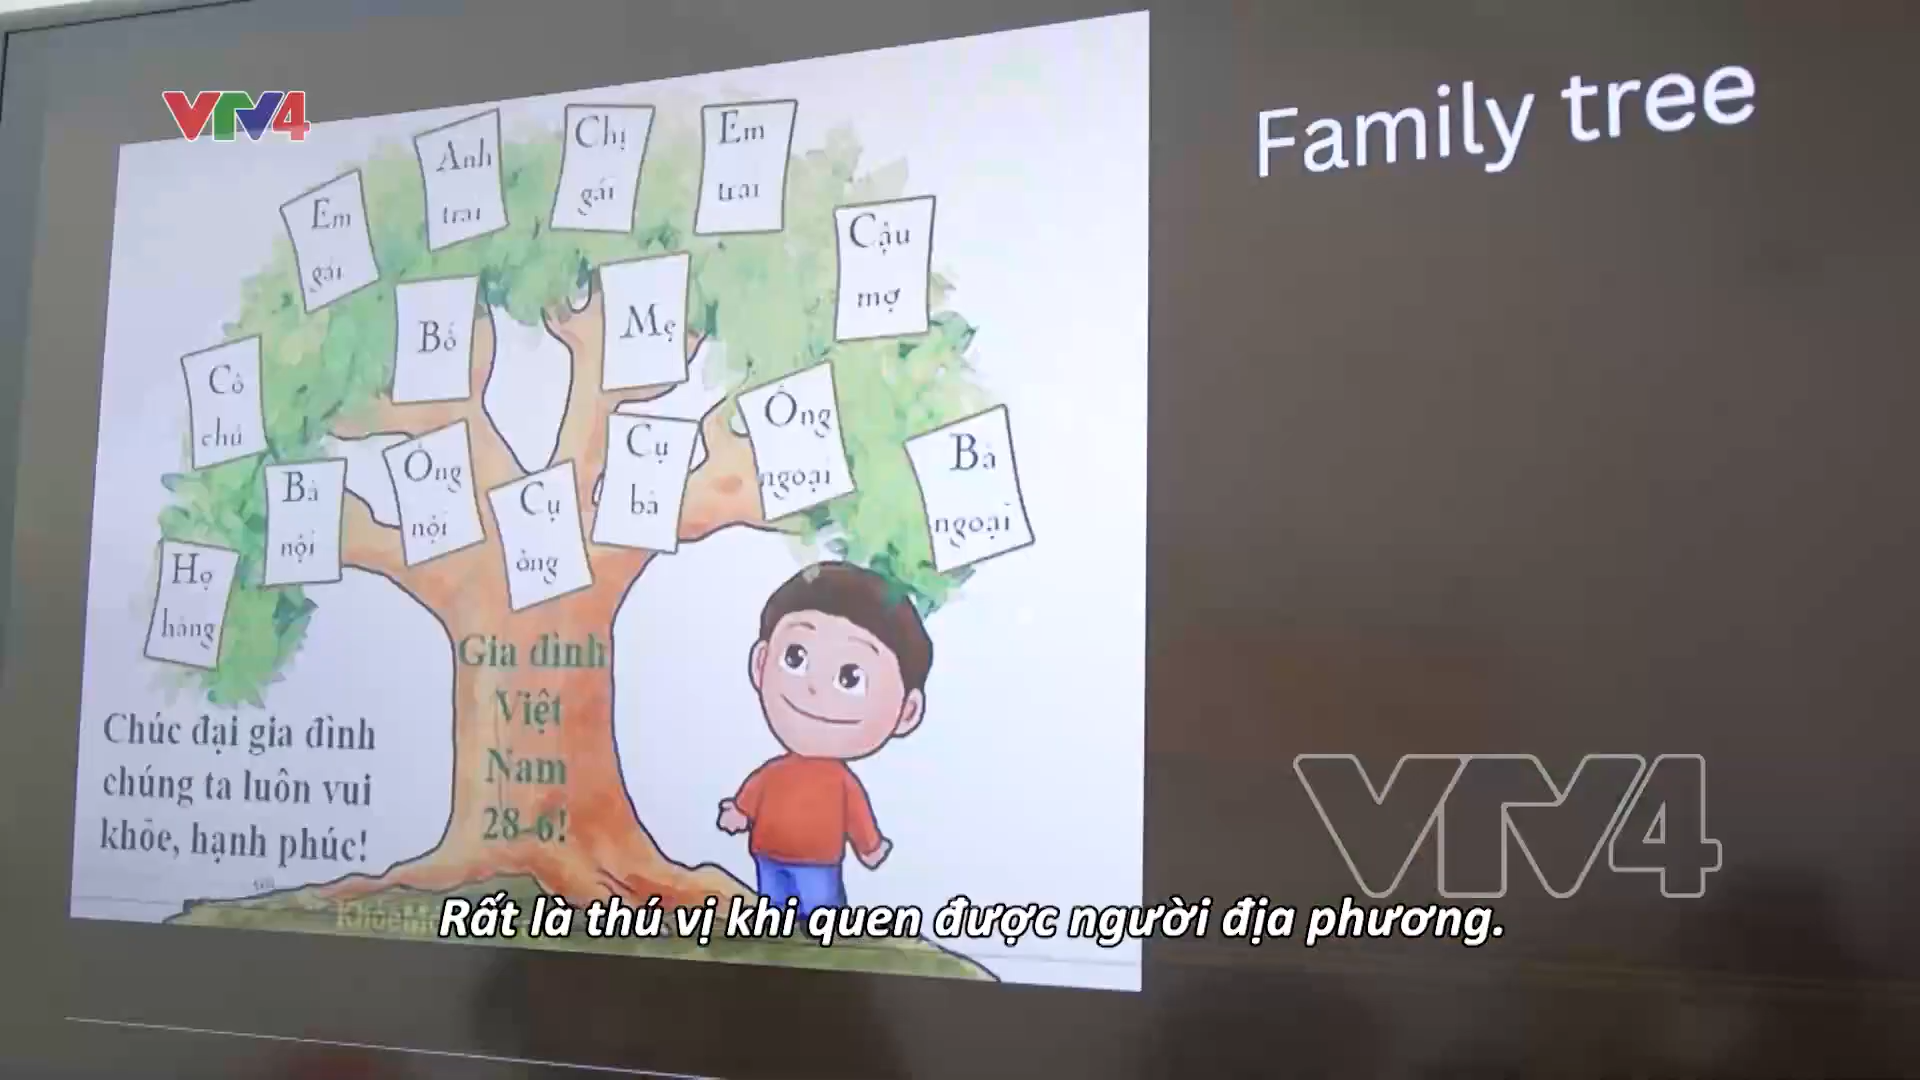 VTV4
Family tree
Em
gái
Anh
trai
Chị
gái
Em
trai
Cậu
mợ
Bố
Mẹ
Cô
chú
Bà
nội
Ông
nội
Cụ
ông
Cụ
bà
Ông
ngoại
Bà
ngoại
Họ
hàng
Gia đình
Việt
Nam
28-6!
Chúc đại gia đình
chúng ta luôn vui
khỏe, hạnh phúc!
VTV4
Rất là thú vị khi quen được người địa phương.